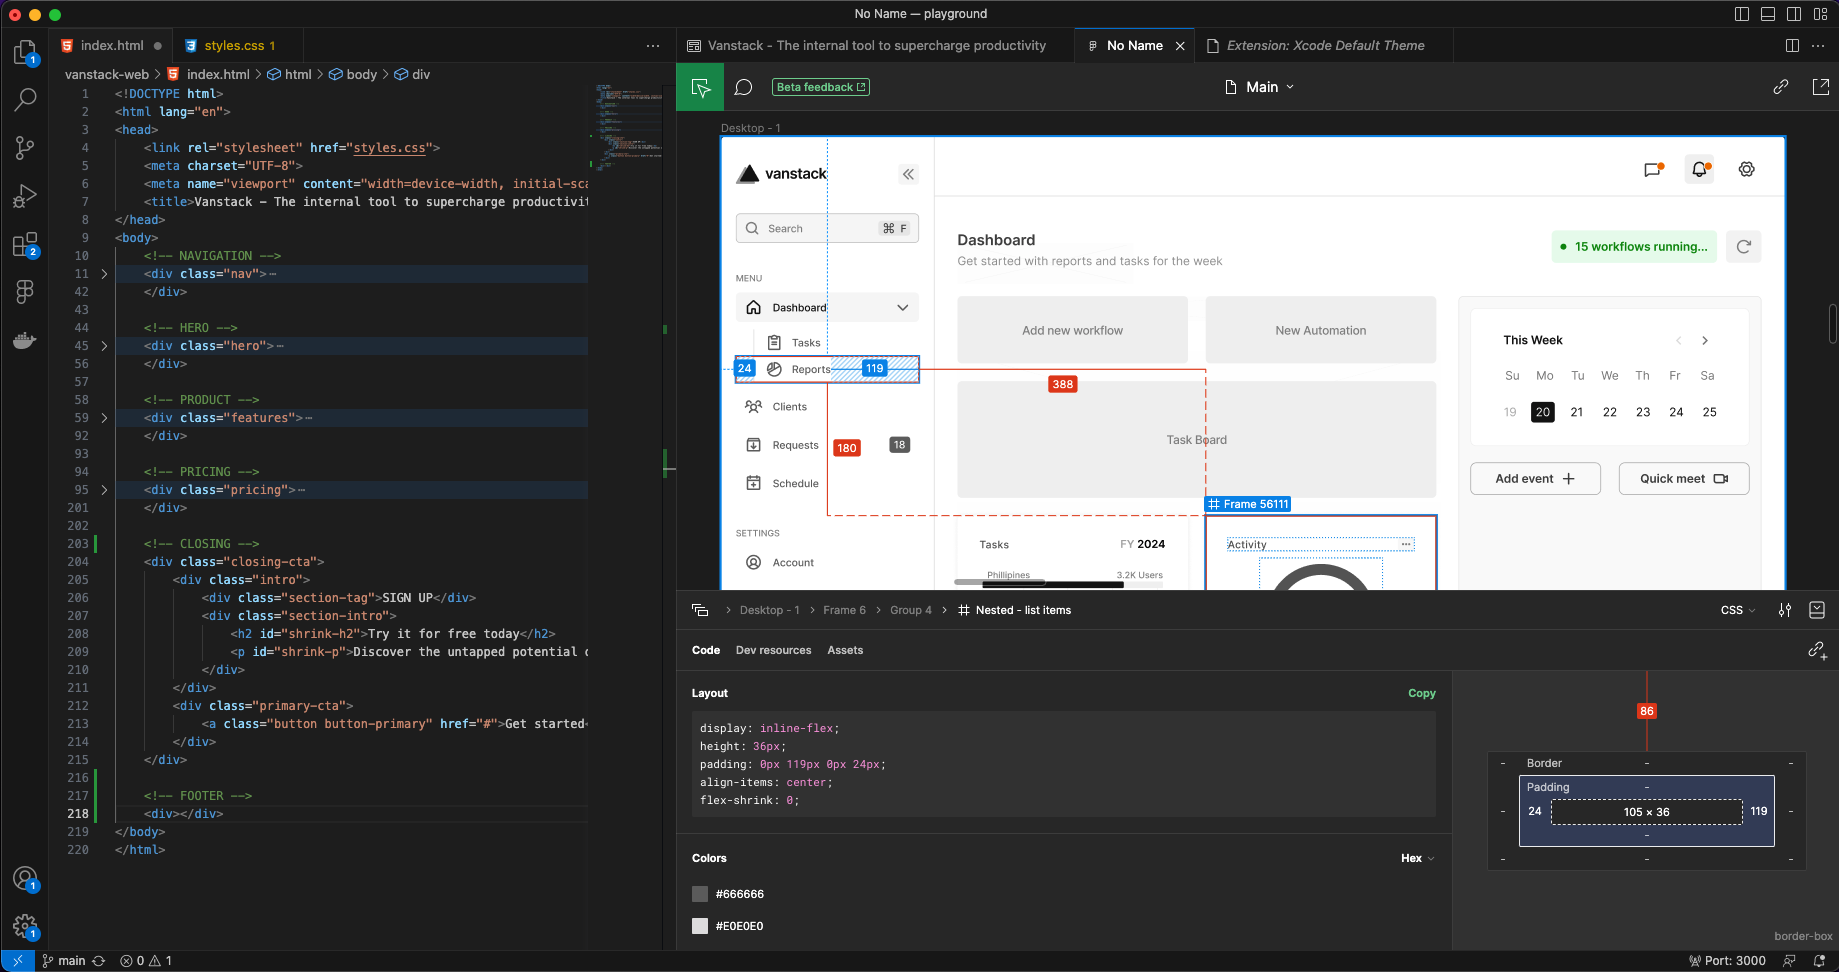 No Name — playground
index.html
styles.css 1
Vanstack - The internal tool to supercharge productivity
No Name
Extension: Xcode Default Theme
vanstack-web > index.html > html > body > div
1 <!DOCTYPE html>
2 <html lang="en">
3 <head>
4 <link rel="stylesheet" href="styles.css">
5 <meta charset="UTF-8">
6 <meta name="viewport" content="width=device-width, initial-sca
7 <title>Vanstack - The internal tool to supercharge productivit
8 </head>
9 <body>
10 <!-- NAVIGATION -->
11 <div class="nav">⋯
42 </div>
43
44 <!-- HERO -->
45 <div class="hero">⋯
56 </div>
57
58 <!-- PRODUCT -->
59 <div class="features">⋯
92 </div>
93
94 <!-- PRICING -->
95 <div class="pricing">⋯
201 </div>
202
203 <!-- CLOSING -->
204 <div class="closing-cta">
205 <div class="intro">
206 <div class="section-tag">SIGN UP</div>
207 <div class="section-intro">
208 <h2 id="shrink-h2">Try it for free today</h2>
209 <p id="shrink-p">Discover the untapped potential o
210 </div>
211 </div>
212 <div class="primary-cta">
213 <a class="button button-primary" href="#">Get started<
214 </div>
215 </div>
216
217 <!-- FOOTER -->
218 <div></div>
219 </body>
220 </html>
1
2
1
1
Beta feedback
Main
Desktop - 1
vanstack
Search ⌘ F
MENU
Dashboard
Tasks
24 Reports 119
Clients
Requests 18
Schedule
SETTINGS
Account
388
180
Dashboard
Get started with reports and tasks for the week
15 workflows running...
Add new workflow
New Automation
Task Board
This Week
Su Mo Tu We Th Fr Sa
19 20 21 22 23 24 25
Add event
Quick meet
Frame 56111
Tasks FY 2024
Phillipines 3.2K Users
Activity
Desktop - 1 > Frame 6 > Group 4 > Nested - list items
CSS
Code Dev resources Assets
Layout Copy
display: inline-flex;
height: 36px;
padding: 0px 119px 0px 24px;
align-items: center;
flex-shrink: 0;
Colors Hex
#666666
#E0E0E0
86
- Border - -
Padding -
- 24 105 × 36 119 -
-
- - -
border-box
main 0 1
Port: 3000